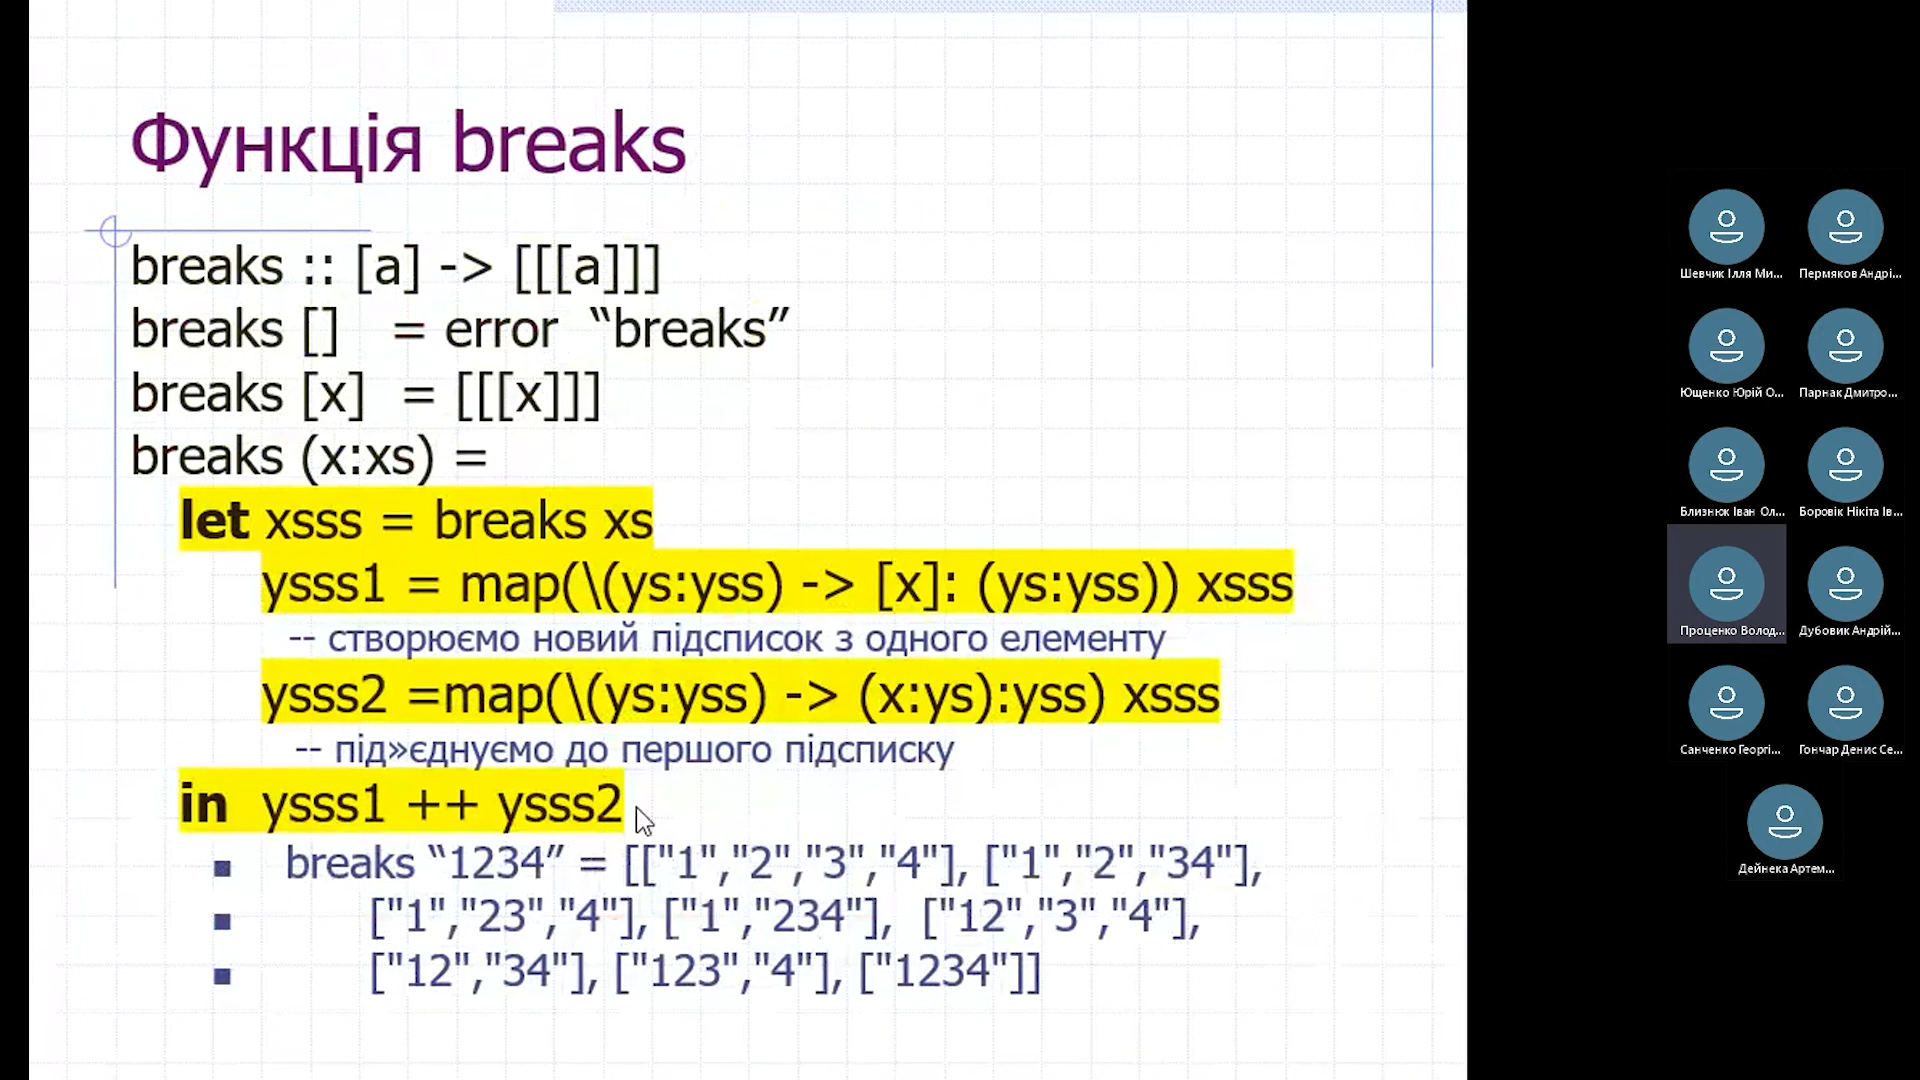 Функція breaks
breaks :: [a] -> [[[a]]]
breaks [] = error “breaks”
breaks [x] = [[[x]]]
breaks (x:xs) =
let xsss = breaks xs
ysss1 = map(\(ys:yss) -> [x]: (ys:yss)) xsss
-- створюємо новий підсписок з одного елементу
ysss2 =map(\(ys:yss) -> (x:ys):yss) xsss
-- під»єднуємо до першого підсписку
in ysss1 ++ ysss2
breaks “1234” = [["1","2","3","4"], ["1","2","34"],
["1","23","4"], ["1","234"], ["12","3","4"],
["12","34"], ["123","4"], ["1234"]]
Шевчик Ілля Ми... Пермяков Андрі...
Ющенко Юрій О... Парнак Дмитро...
Близнюк Іван Ол... Боровік Нікіта Ів...
Проценко Волод... Дубовик Андрій...
Санченко Георгі... Гончар Денис Се...
Дейнека Артем...